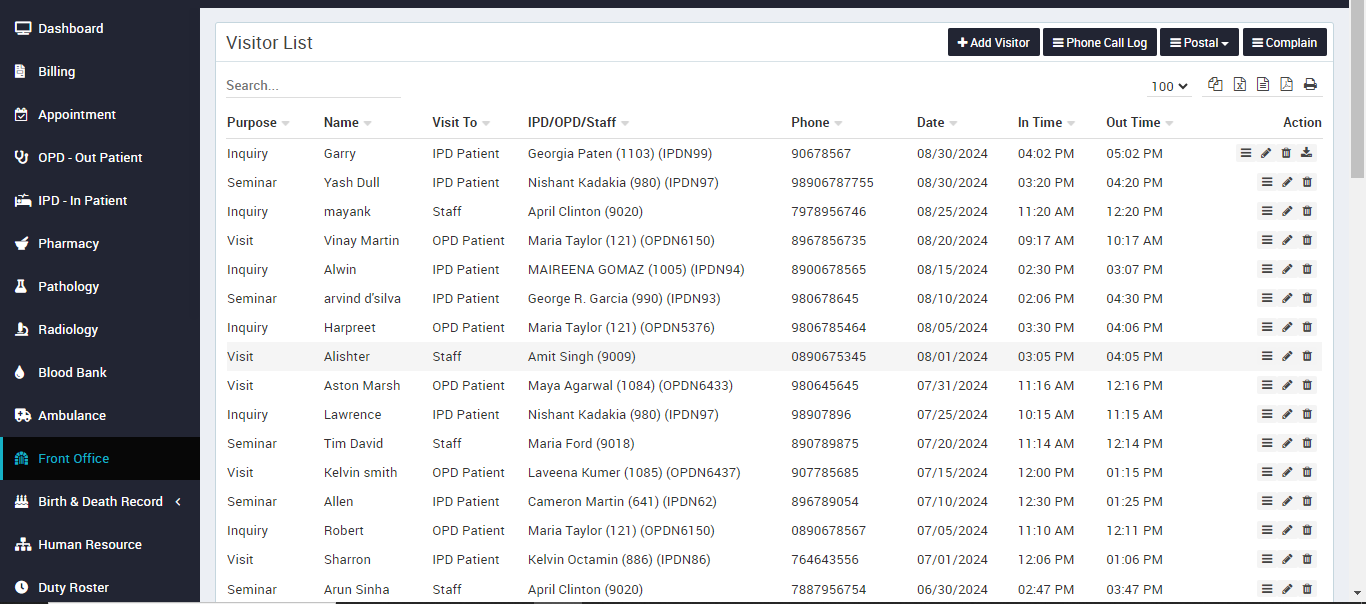 Dashboard
Billing
Appointment
OPD - Out Patient
IPD - In Patient
Pharmacy
Pathology
Radiology
Blood Bank
Ambulance
Front Office
Birth & Death Record
Human Resource
Duty Roster
Visitor List
Add Visitor Phone Call Log Postal Complain
Search... 100
Purpose Name Visit To IPD/OPD/Staff Phone Date In Time Out Time Action
Inquiry Garry IPD Patient Georgia Paten (1103) (IPDN99) 90678567 08/30/2024 04:02 PM 05:02 PM
Seminar Yash Dull IPD Patient Nishant Kadakia (980) (IPDN97) 98906787755 08/30/2024 03:20 PM 04:20 PM
Inquiry mayank Staff April Clinton (9020) 7978956746 08/25/2024 11:20 AM 12:20 PM
Visit Vinay Martin OPD Patient Maria Taylor (121) (OPDN6150) 8967856735 08/20/2024 09:17 AM 10:17 AM
Inquiry Alwin IPD Patient MAIREENA GOMAZ (1005) (IPDN94) 8900678565 08/15/2024 02:30 PM 03:07 PM
Seminar arvind d'silva IPD Patient George R. Garcia (990) (IPDN93) 980678645 08/10/2024 02:06 PM 04:30 PM
Inquiry Harpreet OPD Patient Maria Taylor (121) (OPDN5376) 9806785464 08/05/2024 03:30 PM 04:06 PM
Visit Alishter Staff Amit Singh (9009) 0890675345 08/01/2024 03:05 PM 04:05 PM
Visit Aston Marsh OPD Patient Maya Agarwal (1084) (OPDN6433) 980645645 07/31/2024 11:16 AM 12:16 PM
Inquiry Lawrence IPD Patient Nishant Kadakia (980) (IPDN97) 98907896 07/25/2024 10:15 AM 11:15 AM
Seminar Tim David Staff Maria Ford (9018) 890789875 07/20/2024 11:14 AM 12:14 PM
Visit Kelvin smith OPD Patient Laveena Kumer (1085) (OPDN6437) 907785685 07/15/2024 12:00 PM 01:15 PM
Seminar Allen IPD Patient Cameron Martin (641) (IPDN62) 896789054 07/10/2024 12:30 PM 01:25 PM
Inquiry Robert OPD Patient Maria Taylor (121) (OPDN6150) 0890678567 07/05/2024 11:10 AM 12:11 PM
Visit Sharron IPD Patient Kelvin Octamin (886) (IPDN86) 764643556 07/01/2024 12:06 PM 01:06 PM
Seminar Arun Sinha Staff April Clinton (9020) 7887956754 06/30/2024 02:47 PM 03:47 PM